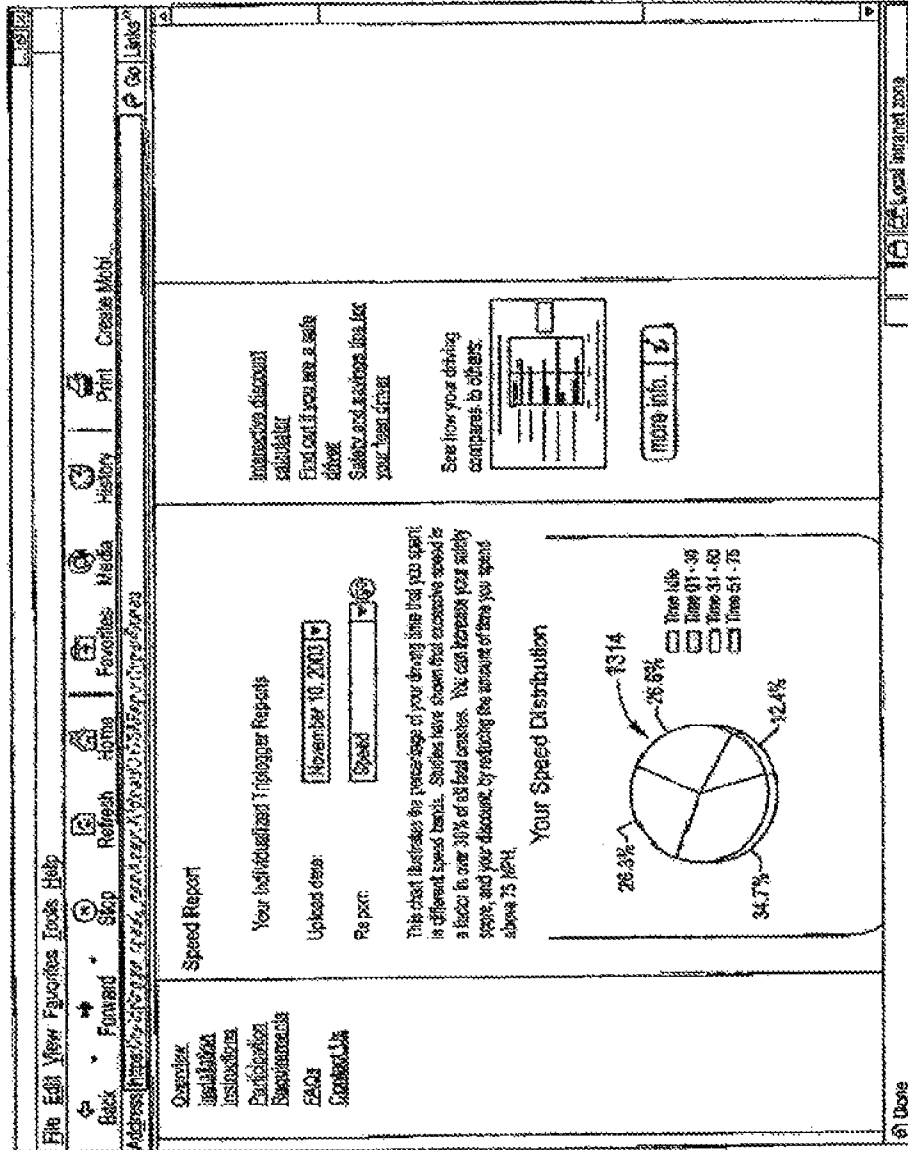 File Edit View Favorites Tools Help
Back Forward Stop Refresh Home Favorites Media History Print Create Mobi...
Address Go Links
Overview
Installation
Instructions
Participation
Requirements
FAQs
Contact Us
Speed Report
Your Individualized Triplogger Reports
Upload date: November 10, 2003
Report: Speed
This chart illustrates the percentage of your driving time that you spent
in different speed bands. Studies have shown that excessive speed is
a factor in over 30% of all fatal crashes. You can increase your safety
score, and your discount, by reducing the amount of time you spend
above 75 MPH.
Your Speed Distribution
1314
26.3%
26.6%
34.7%
12.4%
Time Idle
Time 01 - 30
Time 31 - 50
Time 51 - 75
Interactive discount
calculator
Find out if you are a safe
driver
Safety and savings tips for
your teen driver
See how your driving
compares to others:
more info.
Done
Local intranet zone